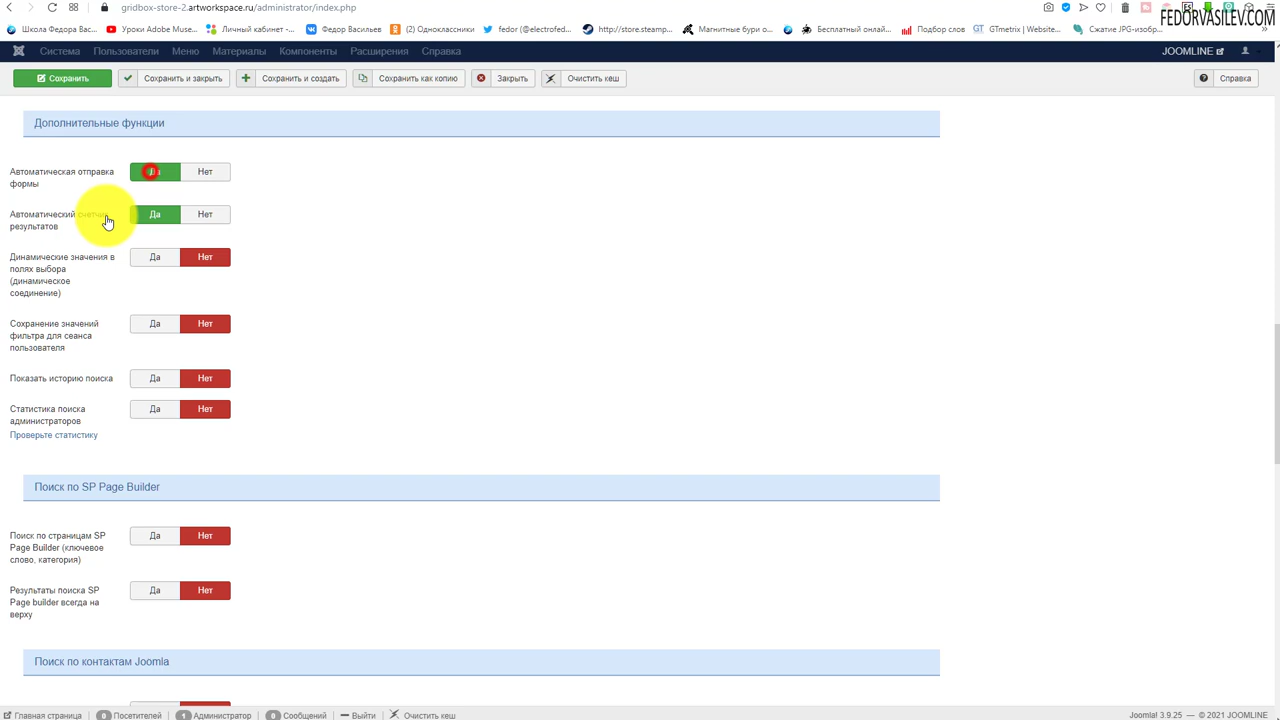 gridbox-store-2.artworkspace.ru/administrator/index.php
FEDORVASILEV.COM
Школа Федора Вас... Уроки Adobe Muse... Личный кабинет -... Федор Васильев (2) Одноклассники fedor (@electrofed... http://store.steamp... Магнитные бури о... Бесплатный онлай... Подбор слов GTmetrix | Website... Сжатие JPG-изобр...
Система Пользователи Меню Материалы Компоненты Расширения Справка JOOMLINE
Сохранить Сохранить и закрыть Сохранить и создать Сохранить как копию Закрыть Очистить кеш Справка
Дополнительные функции
Автоматическая отправка
формы
Нет
Автоматический счетчик
результатов
Да Нет
Динамические значения в
полях выбора
(динамическое
соединение)
Да Нет
Сохранение значений
фильтра для сеанса
пользователя
Да Нет
Показать историю поиска
Да Нет
Статистика поиска
администраторов
Да Нет
Проверьте статистику
Поиск по SP Page Builder
Поиск по страницам SP
Page Builder (ключевое
слово, категория)
Да Нет
Результаты поиска SP
Page builder всегда на
верху
Да Нет
Поиск по контактам Joomla
Главная страница 0 Посетителей 1 Администратор 0 Сообщений Выйти Очистить кеш Joomla! 3.9.25 — © 2021 JOOMLINE